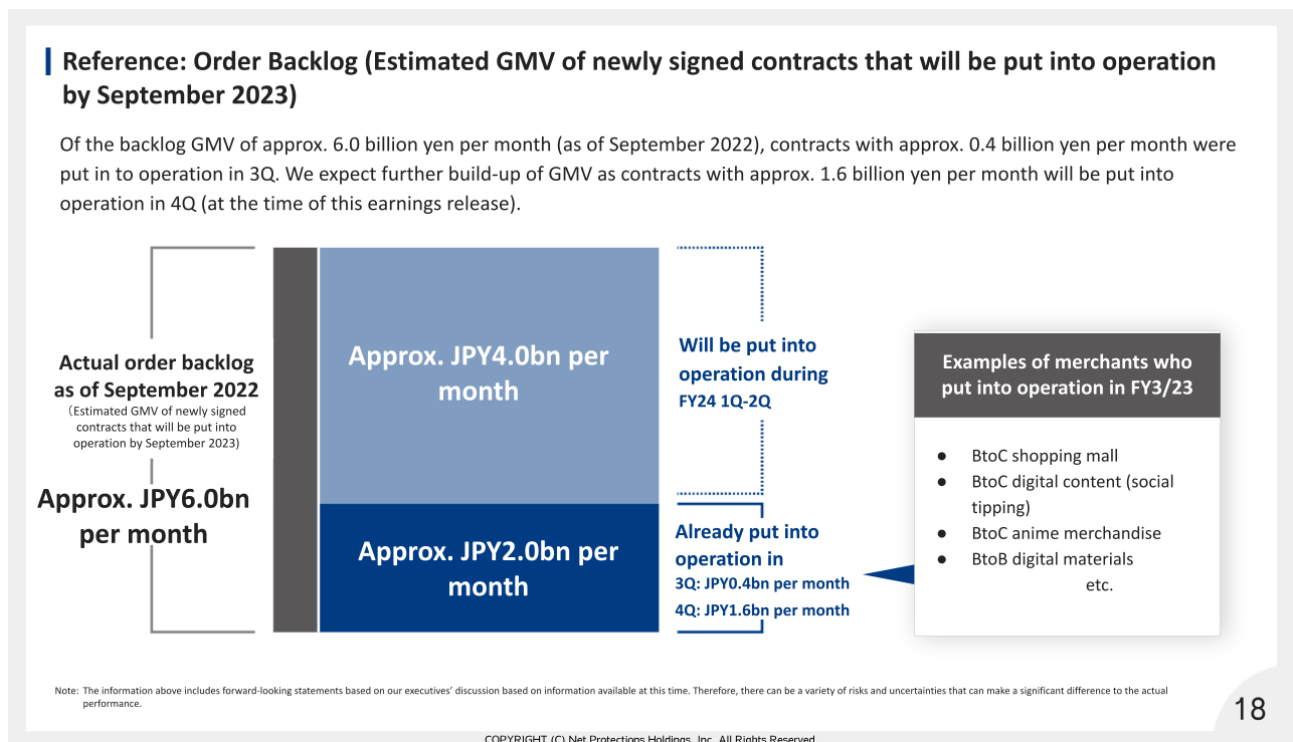 Reference: Order Backlog (Estimated GMV of newly signed contracts that will be put into operation
by September 2023)
Of the backlog GMV of approx. 6.0 billion yen per month (as of September 2022), contracts with approx. 0.4 billion yen per month were
put in to operation in 3Q. We expect further build-up of GMV as contracts with approx. 1.6 billion yen per month will be put into
operation in 4Q (at the time of this earnings release).
Actual order backlog
as of September 2022
(Estimated GMV of newly signed
contracts that will be put into
operation by September 2023)
Approx. JPY6.0bn
per month
Approx. JPY4.0bn per
month
Approx. JPY2.0bn per
month
Will be put into
operation during
FY24 1Q-2Q
Already put into
operation in
3Q: JPY0.4bn per month
4Q: JPY1.6bn per month
Examples of merchants who
put into operation in FY3/23
● BtoC shopping mall
● BtoC digital content (social
tipping)
● BtoC anime merchandise
● BtoB digital materials
etc.
Note: The information above includes forward-looking statements based on our executives' discussion based on information available at this time. Therefore, there can be a variety of risks and uncertainties that can make a significant difference to the actual
performance.
18
COPYRIGHT (C) Net Protections Holdings, Inc. All Rights Reserved